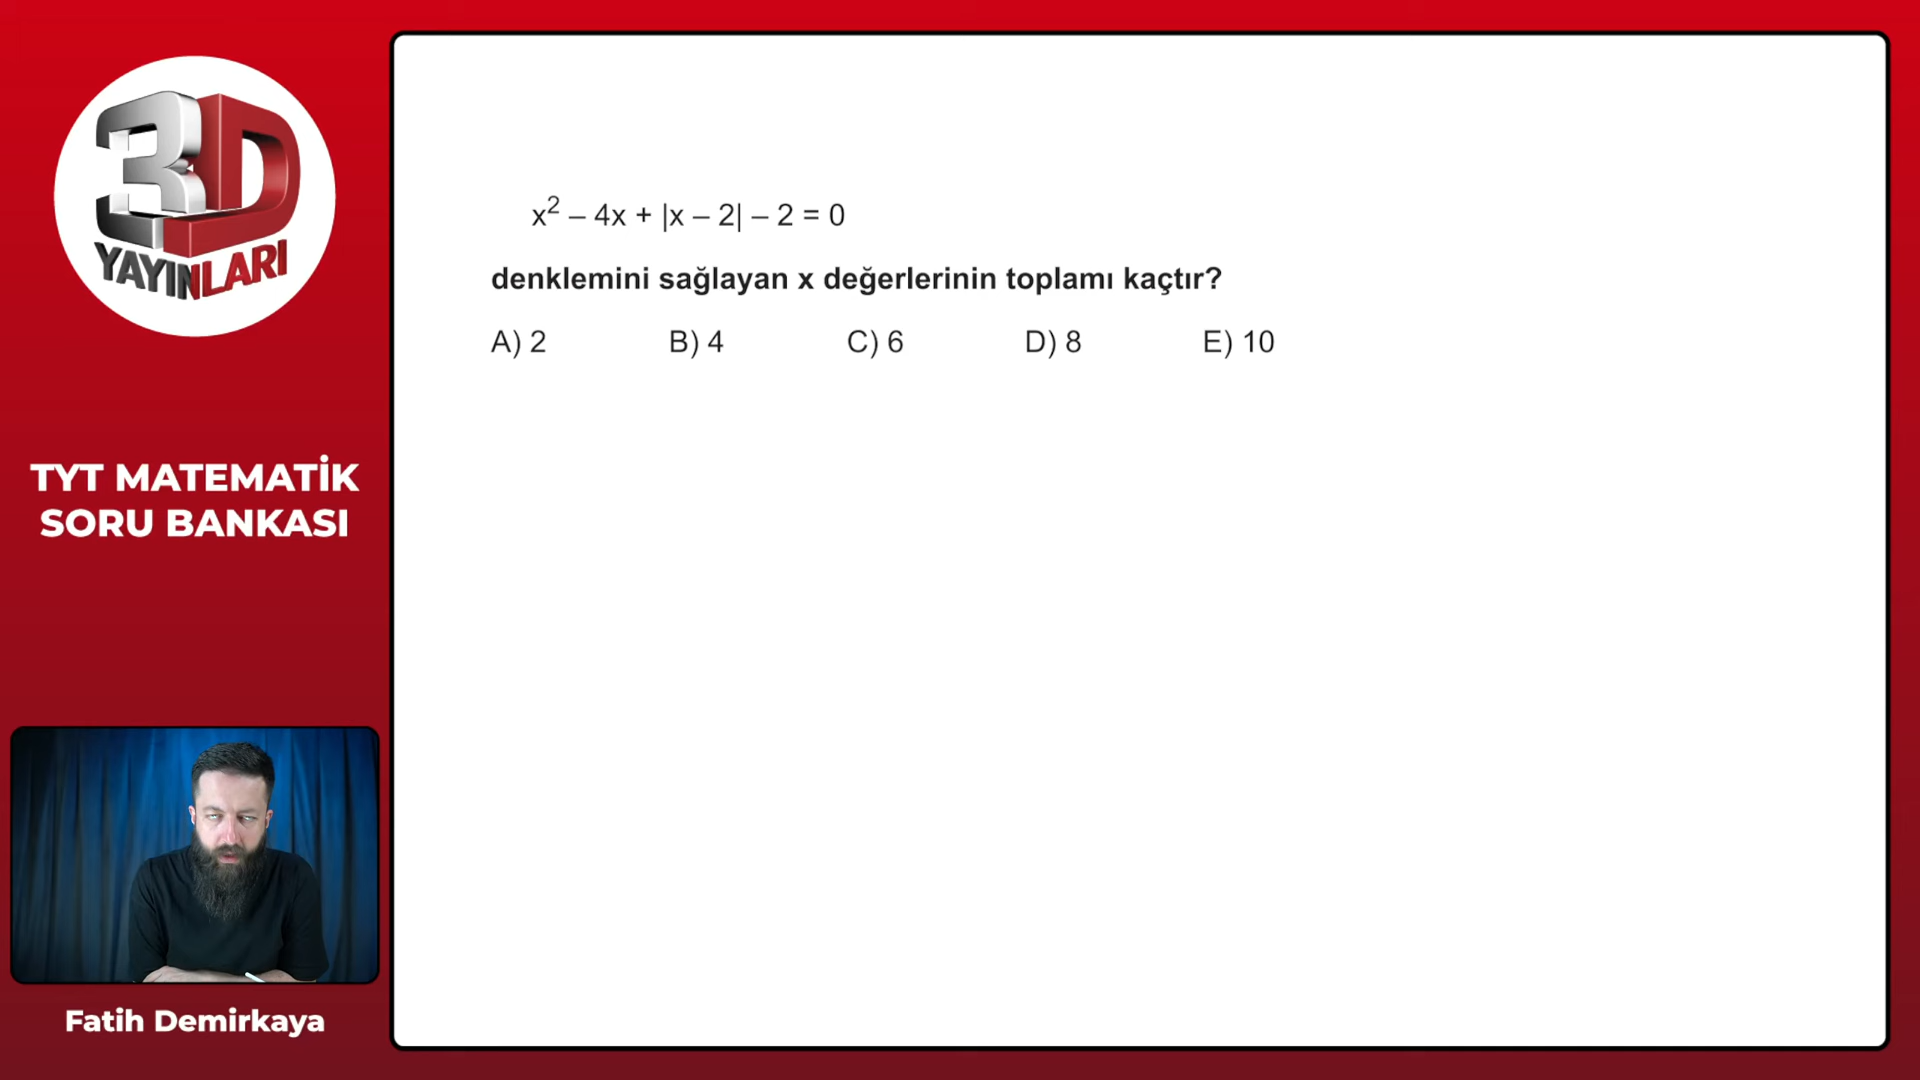 3D
YAYINLARI
TYT MATEMATİK
SORU BANKASI
Fatih Demirkaya
x² – 4x + |x – 2| – 2 = 0
denklemini sağlayan x değerlerinin toplamı kaçtır?
A) 2 B) 4 C) 6 D) 8 E) 10